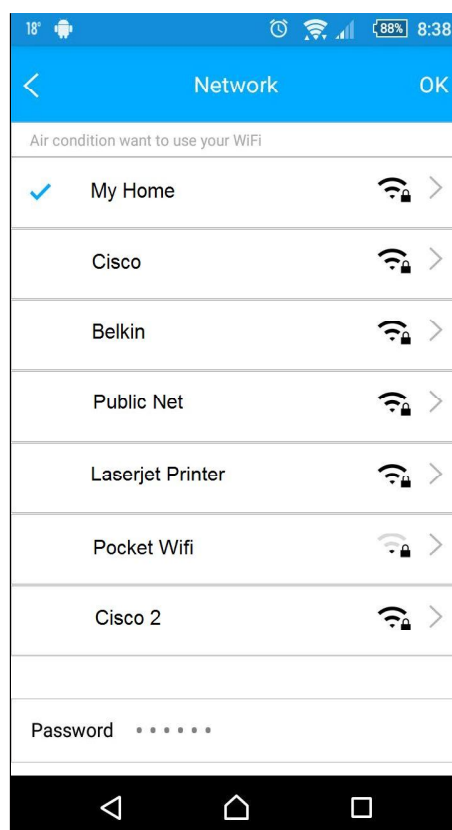 18° 88% 8:38
Network OK
Air condition want to use your WiFi
My Home
Cisco
Belkin
Public Net
Laserjet Printer
Pocket Wifi
Cisco 2
Password ••••••